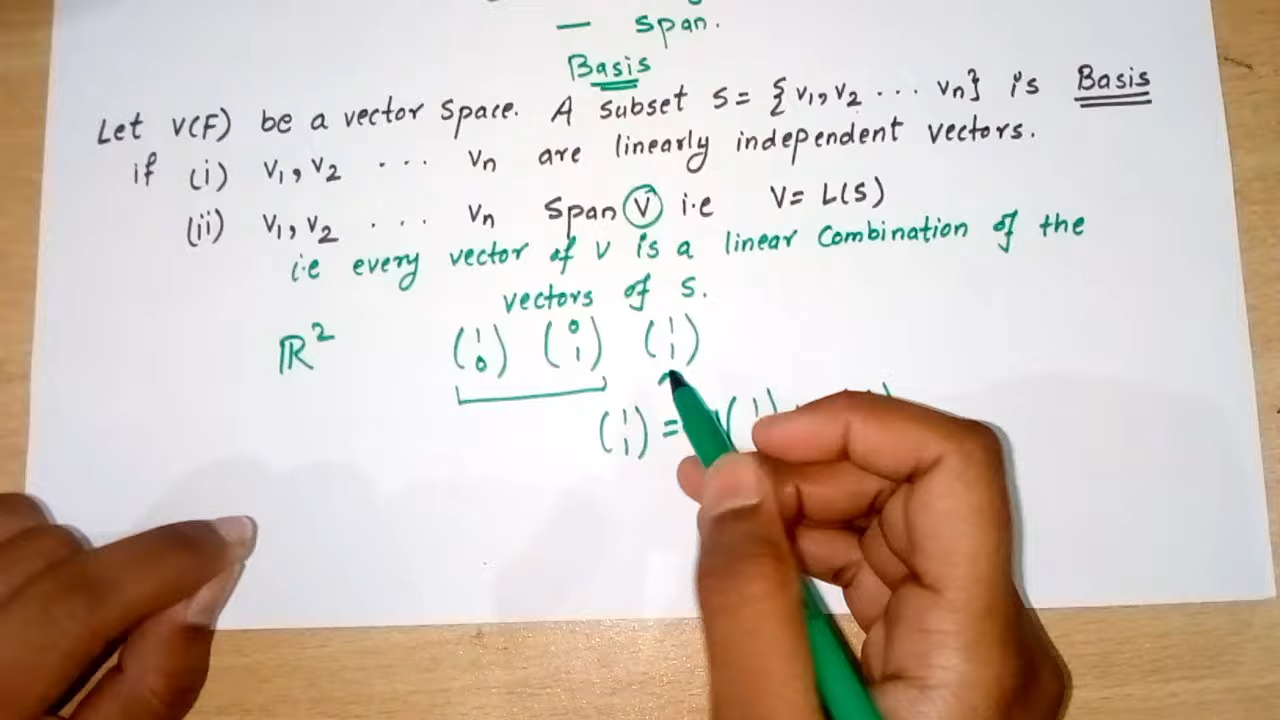 — span.
Basis
Let V(F) be a vector space. A subset S = {v₁, v₂ ... vₙ} is Basis
if (i) v₁, v₂ ... vₙ are linearly independent vectors.
(ii) v₁, v₂ ... vₙ Span V i.e V = L(S)
i.e every vector of V is a linear combination of the
vectors of S.
ℝ² (1 0) (0 1) (1 1)
(1 1) =